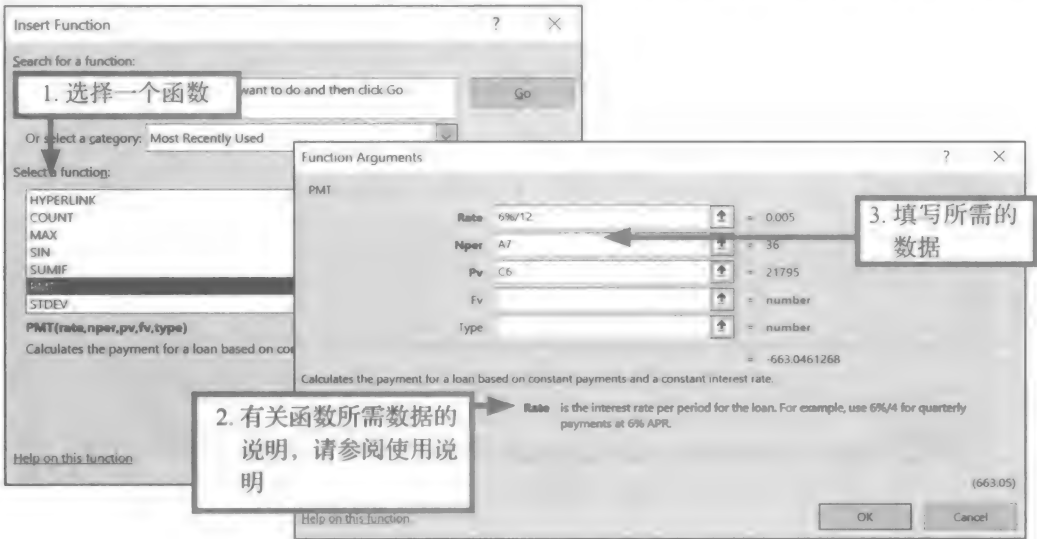 Insert Function
?
×
Search for a function:
1. 选择一个函数
want to do and then click Go
Go
Or select a category: Most Recently Used
Select a function:
HYPERLINK
COUNT
MAX
SIN
SUMIF
PMT
STDEV
PMT(rate,nper,pv,fv,type)
Calculates the payment for a loan based on
Help on this function
Function Arguments
?
×
PMT
Rate 6%/12 = 0.005
Nper A7 = 36
Pv C6 = 21795
Fv = number
Type = number
= -663.0461268
3. 填写所需的
数据
Calculates the payment for a loan based on constant payments and a constant interest rate.
2. 有关函数所需数据的
说明，请参阅使用说
明
Rate is the interest rate per period for the loan. For example, use 6%/4 for quarterly
payments at 6% APR.
(663.05)
Help on this function
OK
Cancel